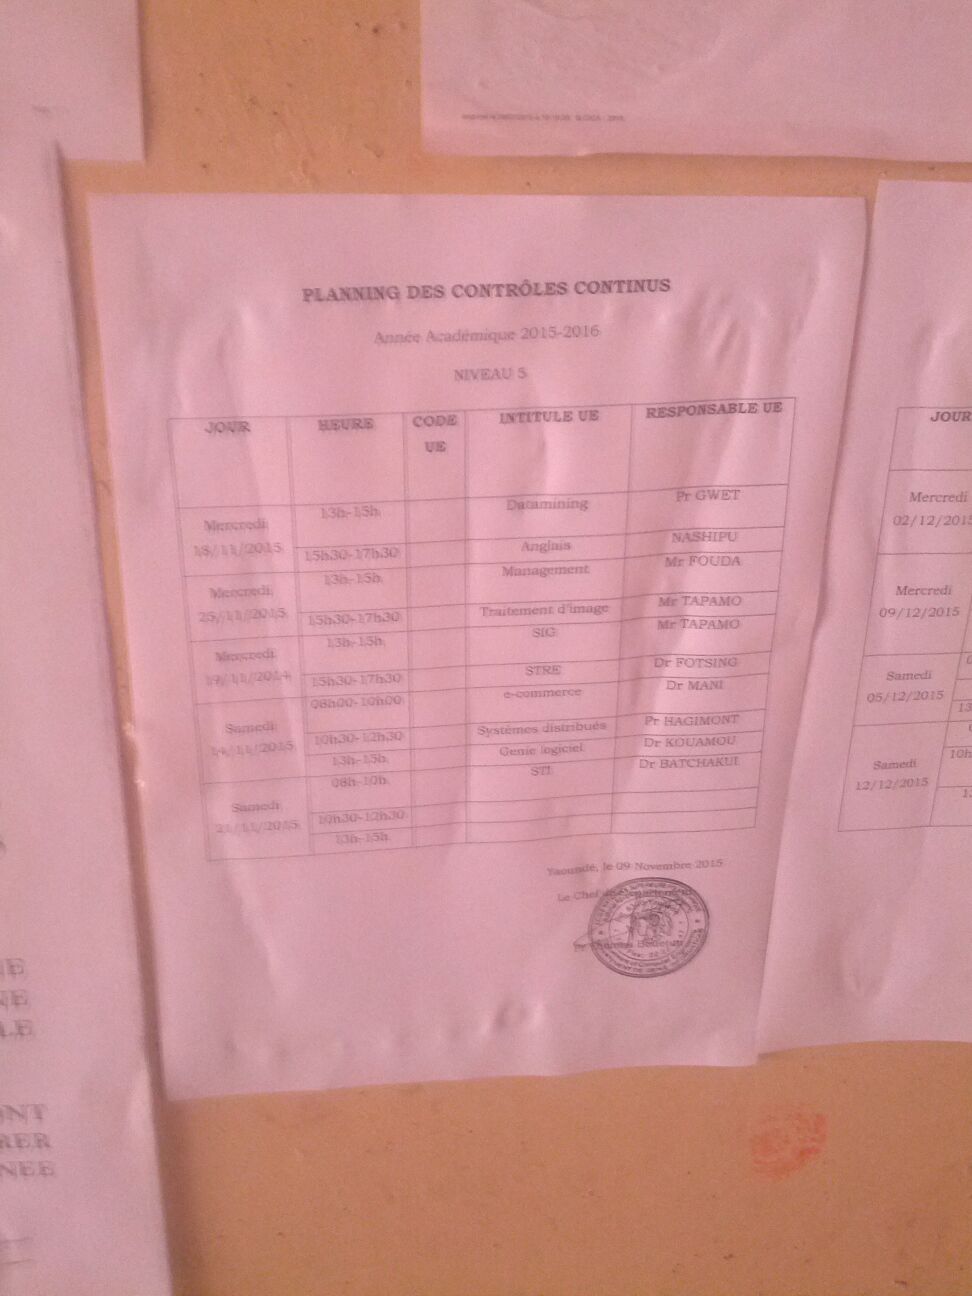 PLANNING DES CONTRÔLES CONTINUS
Année Académique 2015-2016
NIVEAU 5
JOUR HEURE CODE UE INTITULE UE RESPONSABLE UE
Mercredi 18/11/2015 13h-15h Datamining Pr GWET
15h30-17h30 Anglais NASHIPU
Mercredi 25/11/2015 13h-15h Management Mr FOUDA
15h30-17h30 Traitement d'image Mr TAPAMO
Mercredi 19/11/2014 13h-15h SIG Mr TAPAMO
15h30-17h30 STRE Dr FOTSING
Samedi 14/11/2015 08h00-10h00 e-commerce Dr MANI
10h30-12h30 Systèmes distribués Pr HAGIMONT
13h-15h Genie logiciel Dr KOUAMOU
Samedi 21/11/2015 08h-10h STI Dr BATCHAKUI
10h30-12h30
13h-15h
Yaoundé, le 09 Novembre 2015
Le Chef
JOUR
Mercredi
02/12/2015
Mercredi
09/12/2015
Samedi
05/12/2015
Samedi
12/12/2015
NE
NE
LE
ONT
RER
NEE